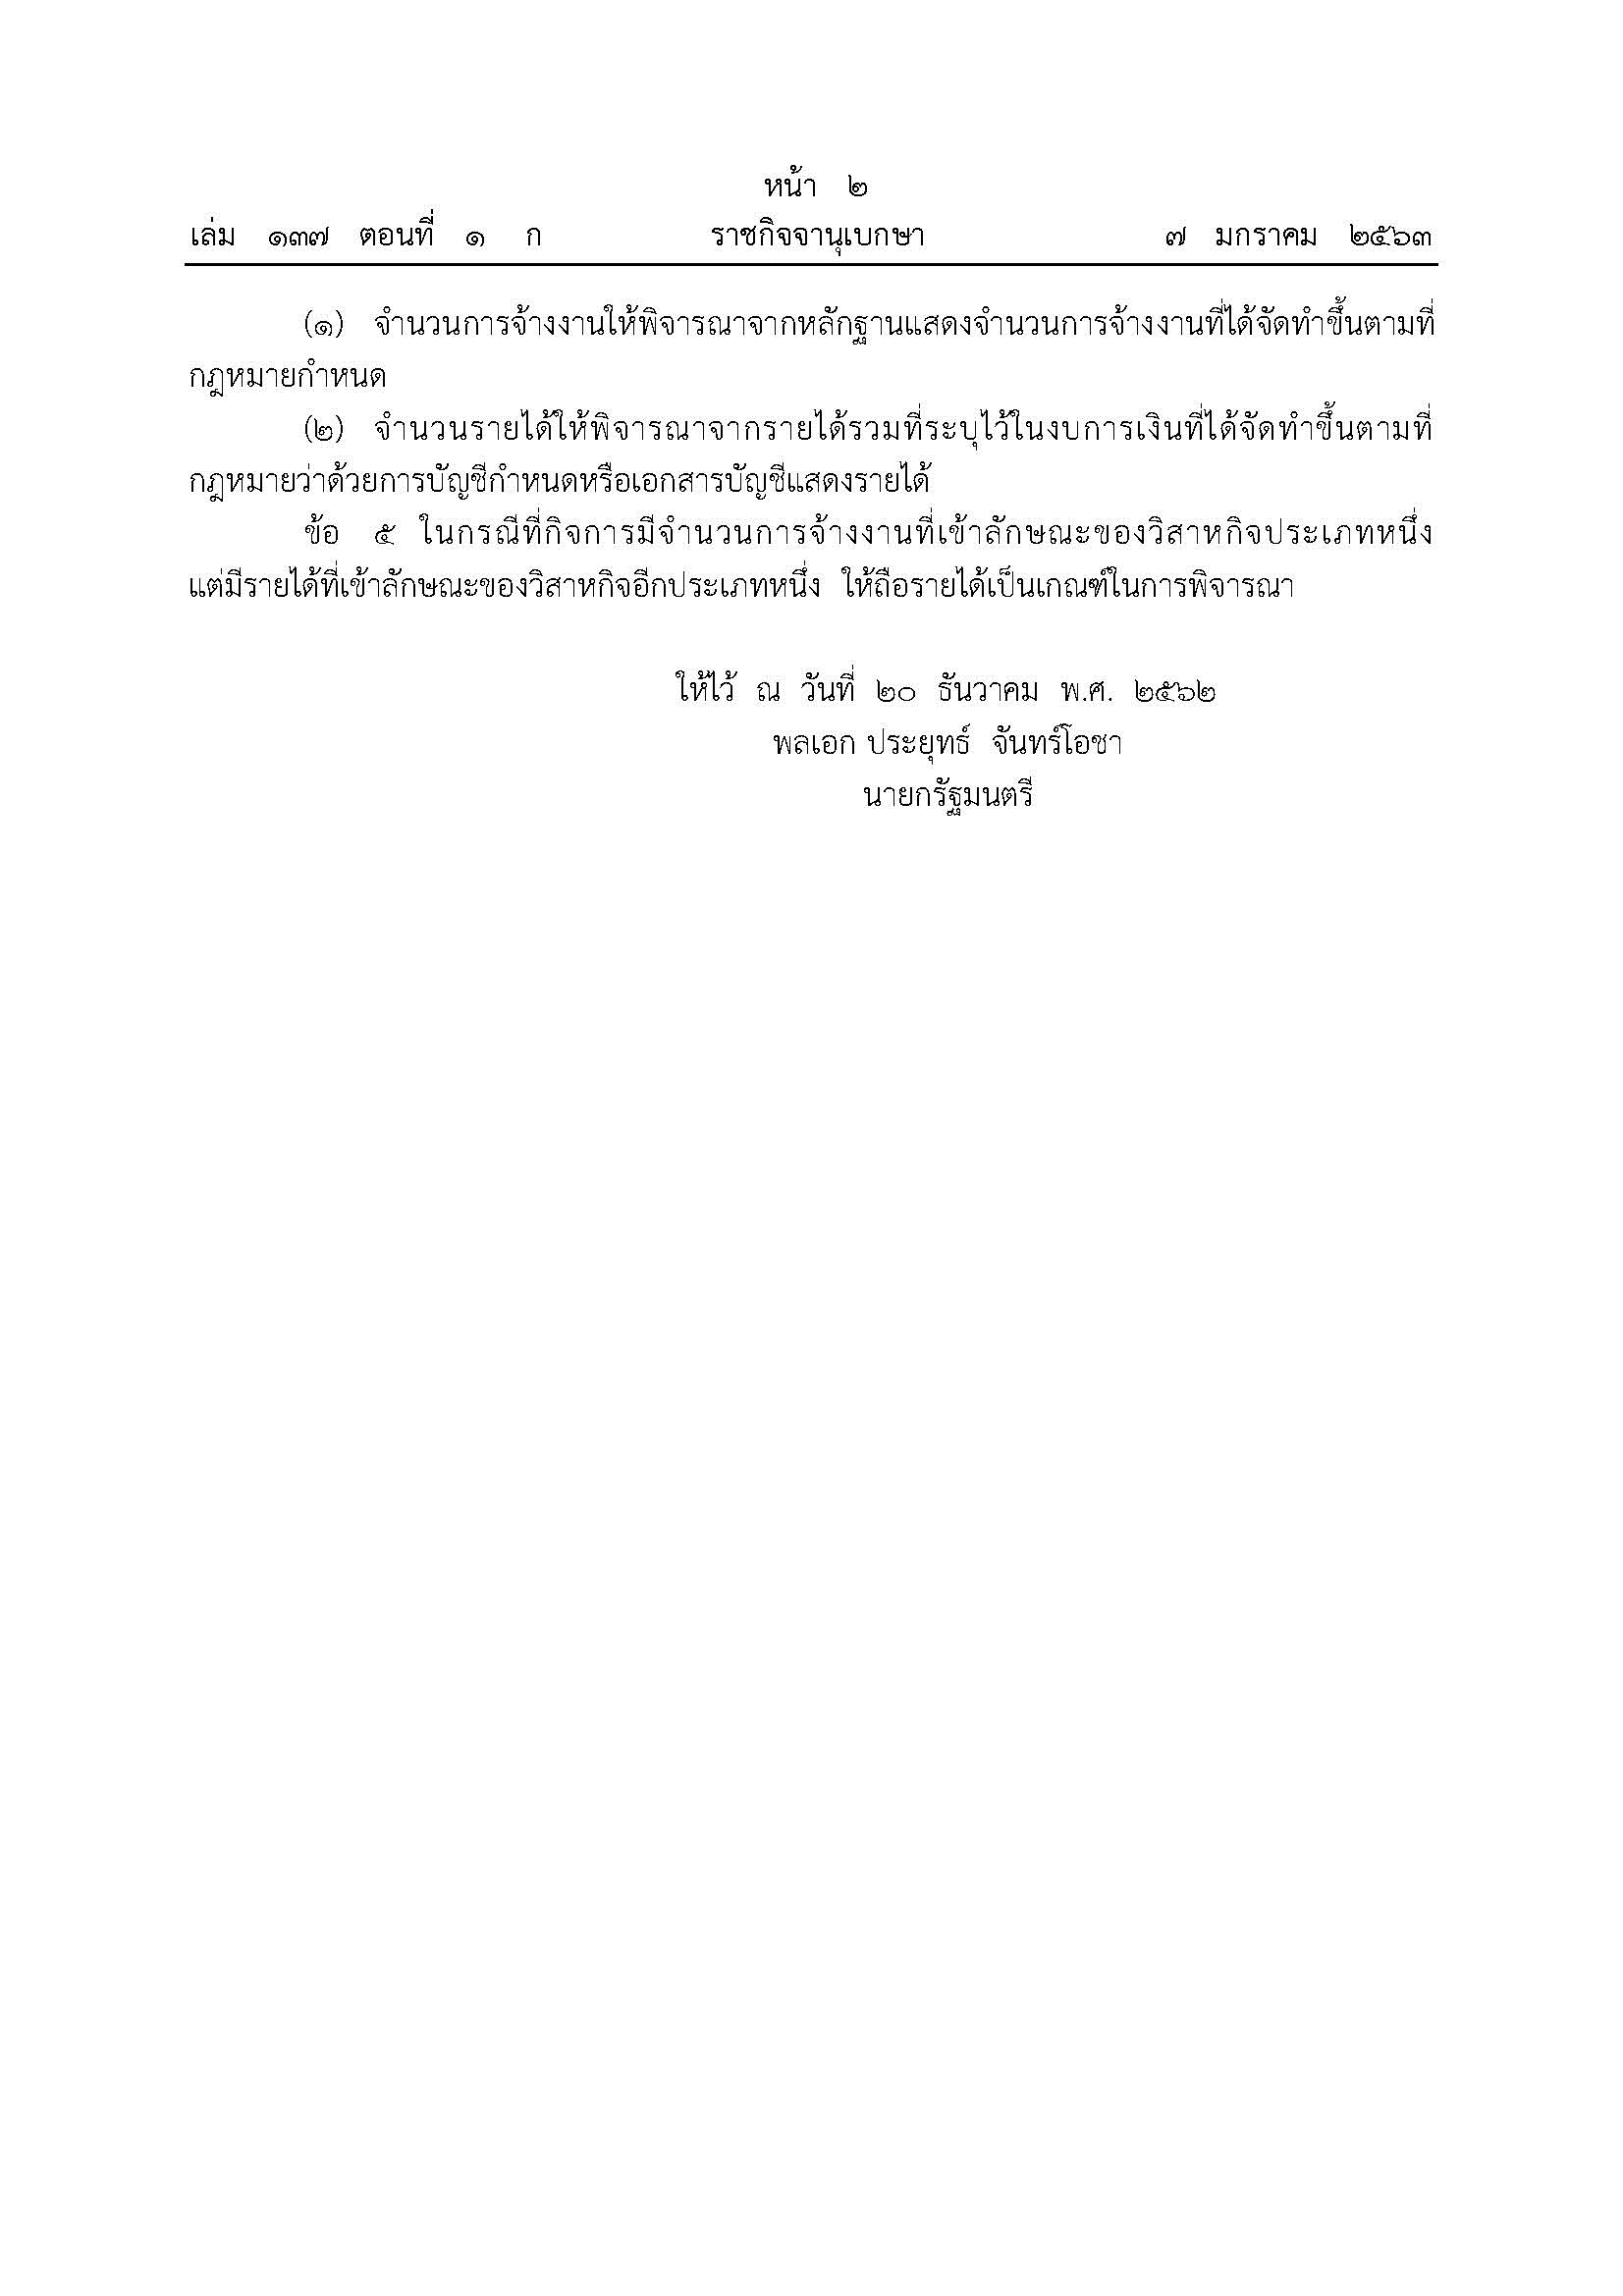 หน้า ๒
เล่ม ๑๓๗ ตอนที่ ๑ ก ราชกิจจานุเบกษา ๗ มกราคม ๒๕๖๓
(๑) จำนวนการจ้างงานให้พิจารณาจากหลักฐานแสดงจำนวนการจ้างงานที่ได้จัดทำขึ้นตามที่
กฎหมายกำหนด
(๒) จำนวนรายได้ให้พิจารณาจากรายได้รวมที่ระบุไว้ในงบการเงินที่ได้จัดทำขึ้นตามที่
กฎหมายว่าด้วยการบัญชีกำหนดหรือเอกสารบัญชีแสดงรายได้
ข้อ ๕ ในกรณีที่กิจการมีจำนวนการจ้างงานที่เข้าลักษณะของวิสาหกิจประเภทหนึ่ง
แต่มีรายได้ที่เข้าลักษณะของวิสาหกิจอีกประเภทหนึ่ง ให้ถือรายได้เป็นเกณฑ์ในการพิจารณา
ให้ไว้ ณ วันที่ ๒๐ ธันวาคม พ.ศ. ๒๕๖๒
พลเอก ประยุทธ์ จันทร์โอชา
นายกรัฐมนตรี